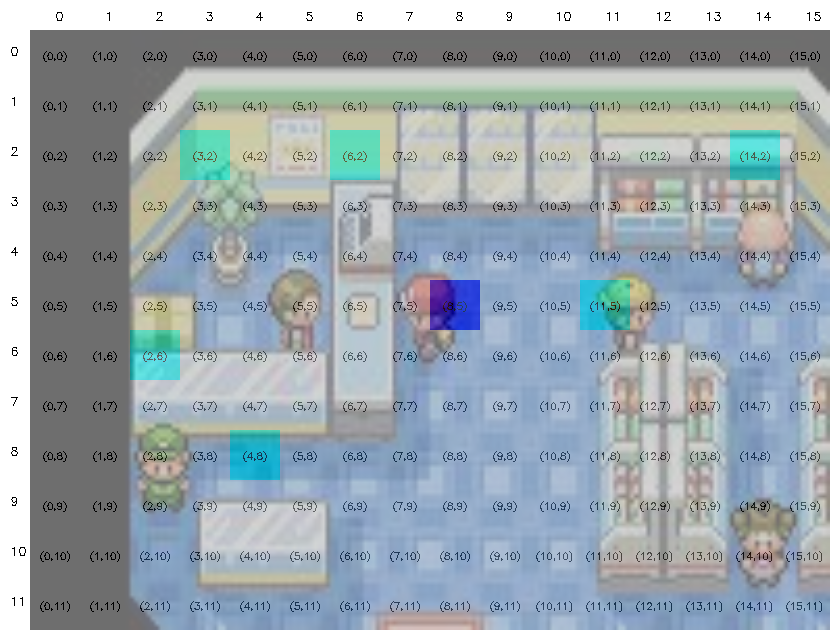 0 1 2 3 4 5 6 7 8 9 10 11 12 13 14 15
0 (0,0) (1,0) (2,0) (3,0) (4,0) (5,0) (6,0) (7,0) (8,0) (9,0) (10,0) (11,0) (12,0) (13,0) (14,0) (15,0)
1 (0,1) (1,1) (2,1) (3,1) (4,1) (5,1) (6,1) (7,1) (8,1) (9,1) (10,1) (11,1) (12,1) (13,1) (14,1) (15,1)
2 (0,2) (1,2) (2,2) (3,2) (4,2) (5,2) (6,2) (7,2) (8,2) (9,2) (10,2) (11,2) (12,2) (13,2) (14,2) (15,2)
3 (0,3) (1,3) (2,3) (3,3) (4,3) (5,3) (6,3) (7,3) (8,3) (9,3) (10,3) (11,3) (12,3) (13,3) (14,3) (15,3)
4 (0,4) (1,4) (2,4) (3,4) (4,4) (5,4) (6,4) (7,4) (8,4) (9,4) (10,4) (11,4) (12,4) (13,4) (14,4) (15,4)
5 (0,5) (1,5) (2,5) (3,5) (4,5) (5,5) (6,5) (7,5) (8,5) (9,5) (10,5) (11,5) (12,5) (13,5) (14,5) (15,5)
6 (0,6) (1,6) (2,6) (3,6) (4,6) (5,6) (6,6) (7,6) (8,6) (9,6) (10,6) (11,6) (12,6) (13,6) (14,6) (15,6)
7 (0,7) (1,7) (2,7) (3,7) (4,7) (5,7) (6,7) (7,7) (8,7) (9,7) (10,7) (11,7) (12,7) (13,7) (14,7) (15,7)
8 (0,8) (1,8) (2,8) (3,8) (4,8) (5,8) (6,8) (7,8) (8,8) (9,8) (10,8) (11,8) (12,8) (13,8) (14,8) (15,8)
9 (0,9) (1,9) (2,9) (3,9) (4,9) (5,9) (6,9) (7,9) (8,9) (9,9) (10,9) (11,9) (12,9) (13,9) (14,9) (15,9)
10 (0,10) (1,10) (2,10) (3,10) (4,10) (5,10) (6,10) (7,10) (8,10) (9,10) (10,10) (11,10) (12,10) (13,10) (14,10) (15,10)
11 (0,11) (1,11) (2,11) (3,11) (4,11) (5,11) (6,11) (7,11) (8,11) (9,11) (10,11) (11,11) (12,11) (13,11) (14,11) (15,11)